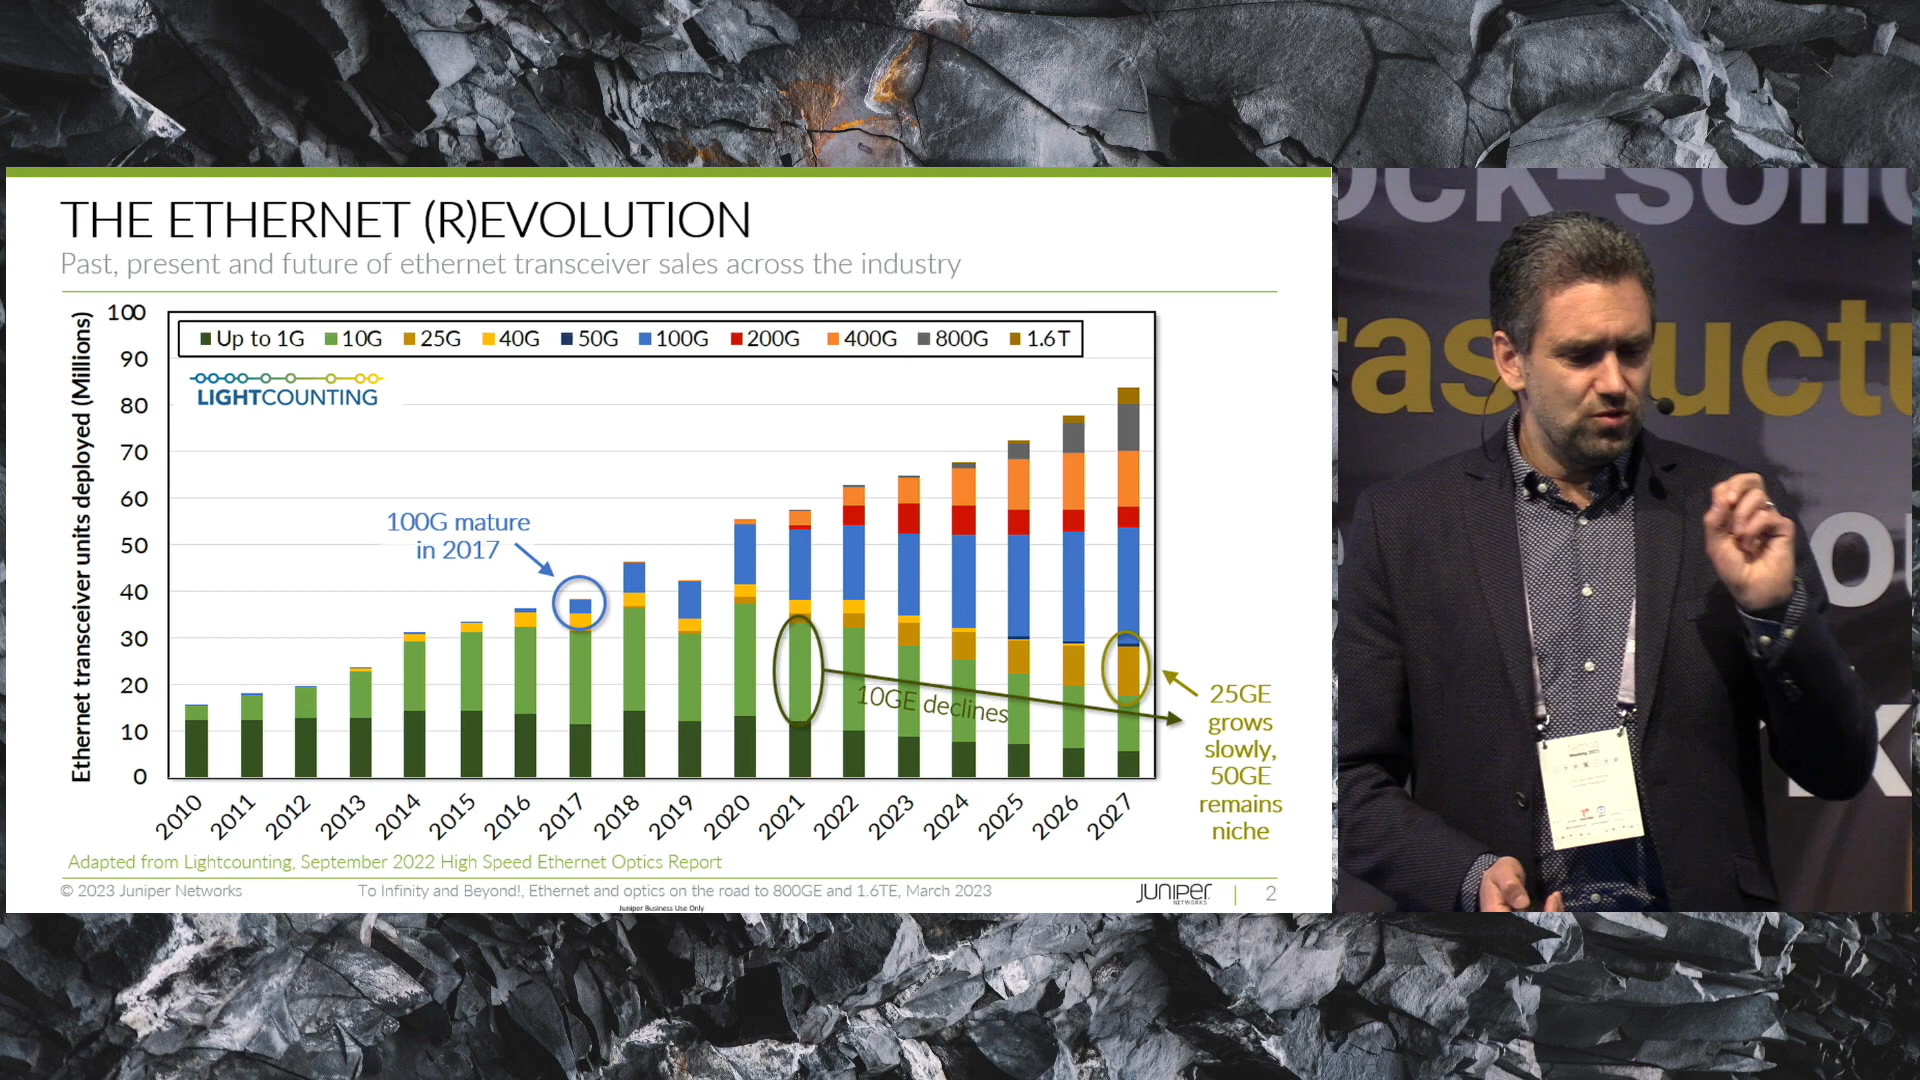 THE ETHERNET (R)EVOLUTION
Past, present and future of ethernet transceiver sales across the industry
Ethernet transceiver units deployed (Millions)
100
90
80
70
60
50
40
30
20
10
0
Up to 1G 10G 25G 40G 50G 100G 200G 400G 800G 1.6T
LIGHTCOUNTING
100G mature
in 2017
10GE declines
25GE
grows
slowly,
50GE
remains
niche
2010 2011 2012 2013 2014 2015 2016 2017 2018 2019 2020 2021 2022 2023 2024 2025 2026 2027
Adapted from Lightcounting, September 2022 High Speed Ethernet Optics Report
© 2023 Juniper Networks
To Infinity and Beyond!, Ethernet and optics on the road to 800GE and 1.6TE, March 2023
Juniper Business Use Only
JUNIPER
NETWORKS
| 2
ock-soli
ras uctu